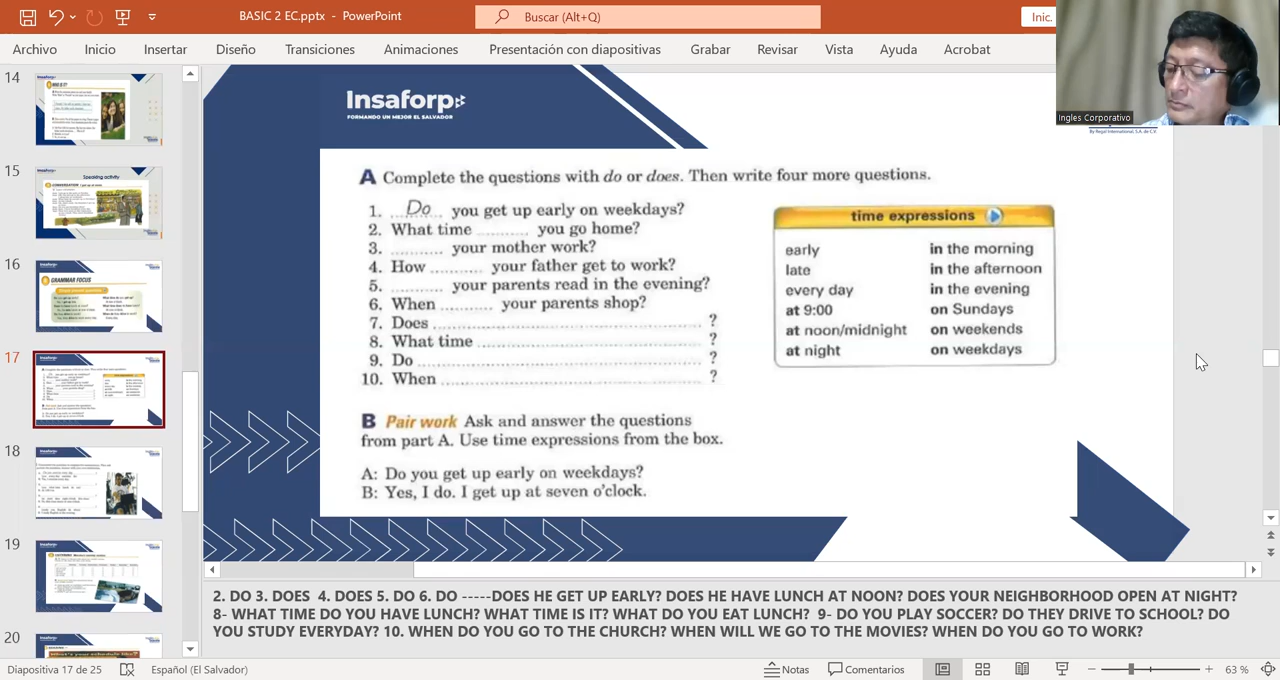 BASIC 2 EC.pptx - PowerPoint
Buscar (Alt+Q)
Inic.
Archivo Inicio Insertar Diseño Transiciones Animaciones Presentación con diapositivas Grabar Revisar Vista Ayuda Acrobat
Ingles Corporativo
By Regal International, S.A. de C.V.
14
15
Speaking activity
16
GRAMMAR FOCUS
17
18
19
20
Insaforp
FORMANDO UN MEJOR EL SALVADOR
A Complete the questions with do or does. Then write four more questions.
1. Do you get up early on weekdays?
2. What time ........ you go home?
3. ........ your mother work?
4. How ........ your father get to work?
5. ........ your parents read in the evening?
6. When ........ your parents shop?
7. Does ........ ?
8. What time ........ ?
9. Do ........ ?
10. When ........ ?
time expressions
early in the morning
late in the afternoon
every day in the evening
at 9:00 on Sundays
at noon/midnight on weekends
at night on weekdays
B Pair work Ask and answer the questions
from part A. Use time expressions from the box.
A: Do you get up early on weekdays?
B: Yes, I do. I get up at seven o'clock.
2. DO 3. DOES 4. DOES 5. DO 6. DO -----DOES HE GET UP EARLY? DOES HE HAVE LUNCH AT NOON? DOES YOUR NEIGHBORHOOD OPEN AT NIGHT?
8- WHAT TIME DO YOU HAVE LUNCH? WHAT TIME IS IT? WHAT DO YOU EAT LUNCH? 9- DO YOU PLAY SOCCER? DO THEY DRIVE TO SCHOOL? DO
YOU STUDY EVERYDAY? 10. WHEN DO YOU GO TO THE CHURCH? WHEN WILL WE GO TO THE MOVIES? WHEN DO YOU GO TO WORK?
Diapositiva 17 de 25 Español (El Salvador) Notas Comentarios 63 %